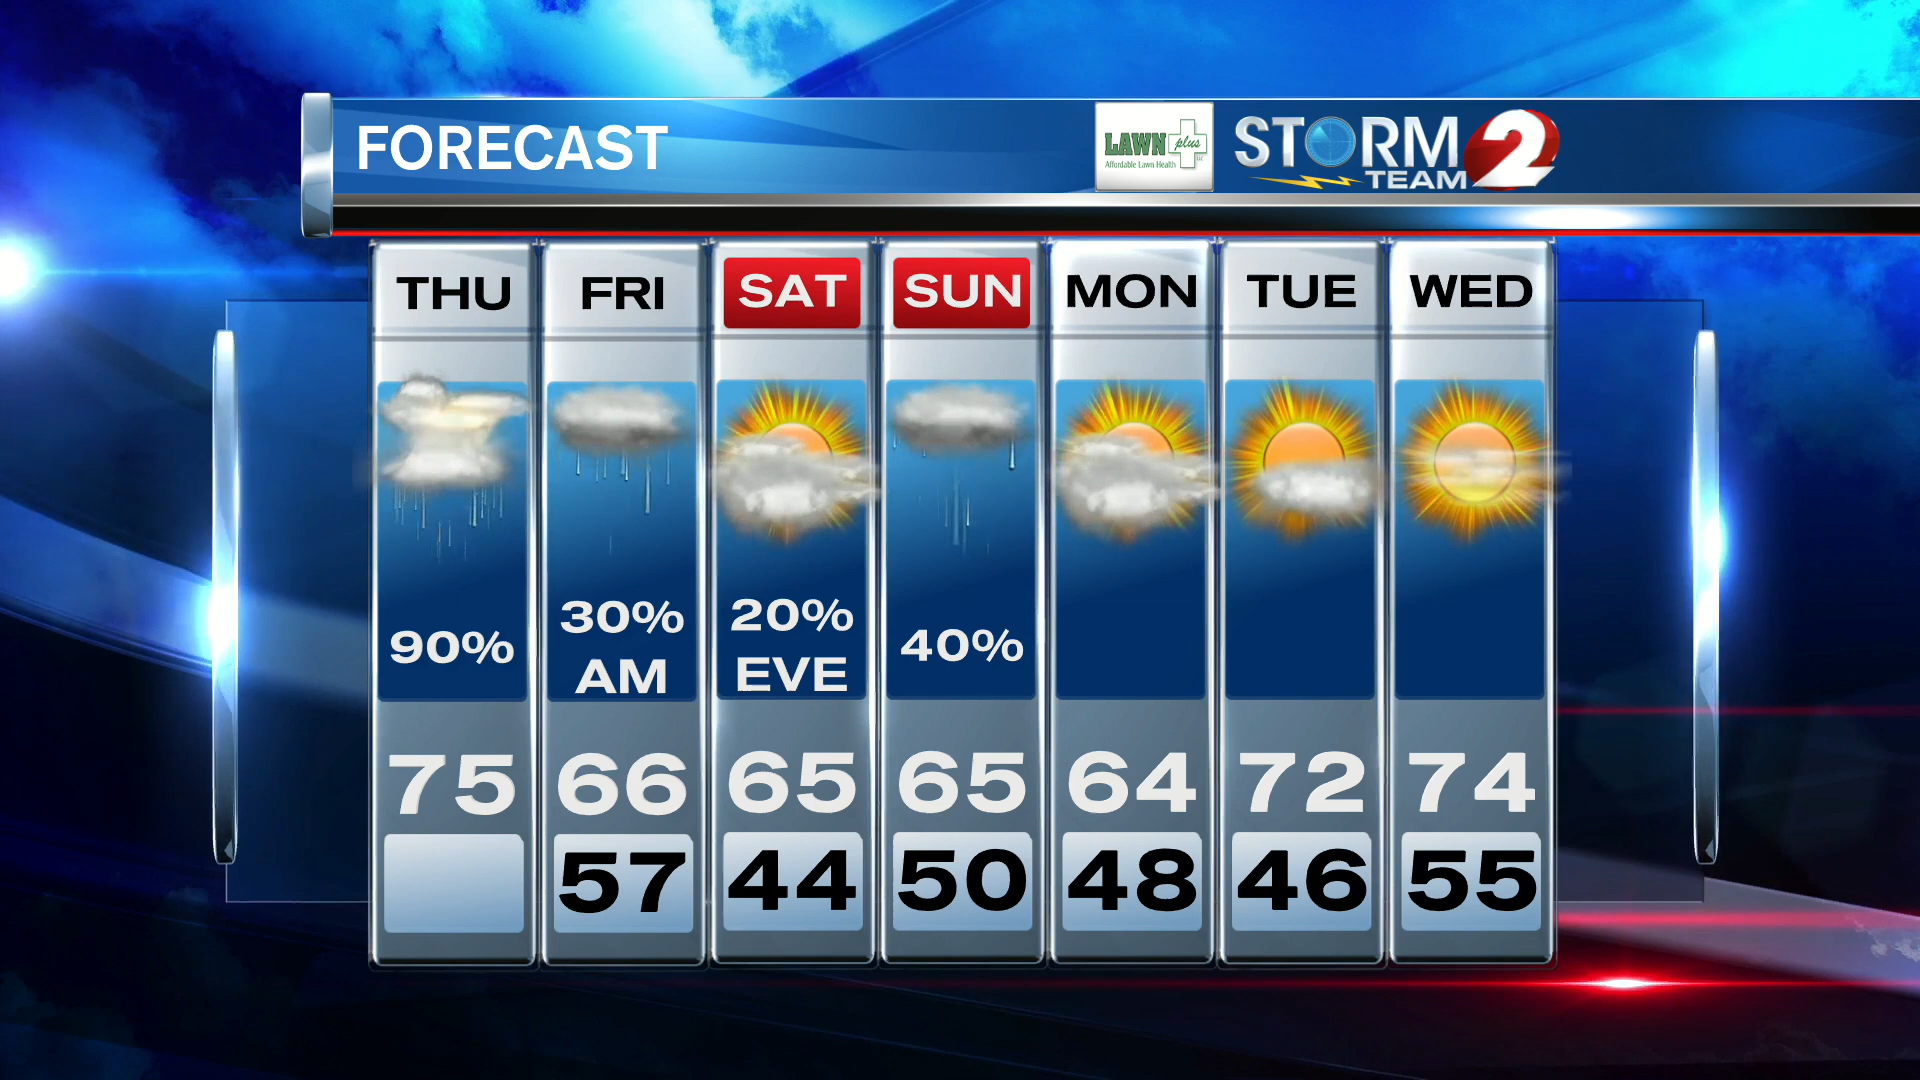 FORECAST
LAWN plus
Affordable Lawn Health
STORM
TEAM 2
THU FRI SAT SUN MON TUE WED
90% 30% AM 20% EVE 40%
75 66 65 65 64 72 74
57 44 50 48 46 55